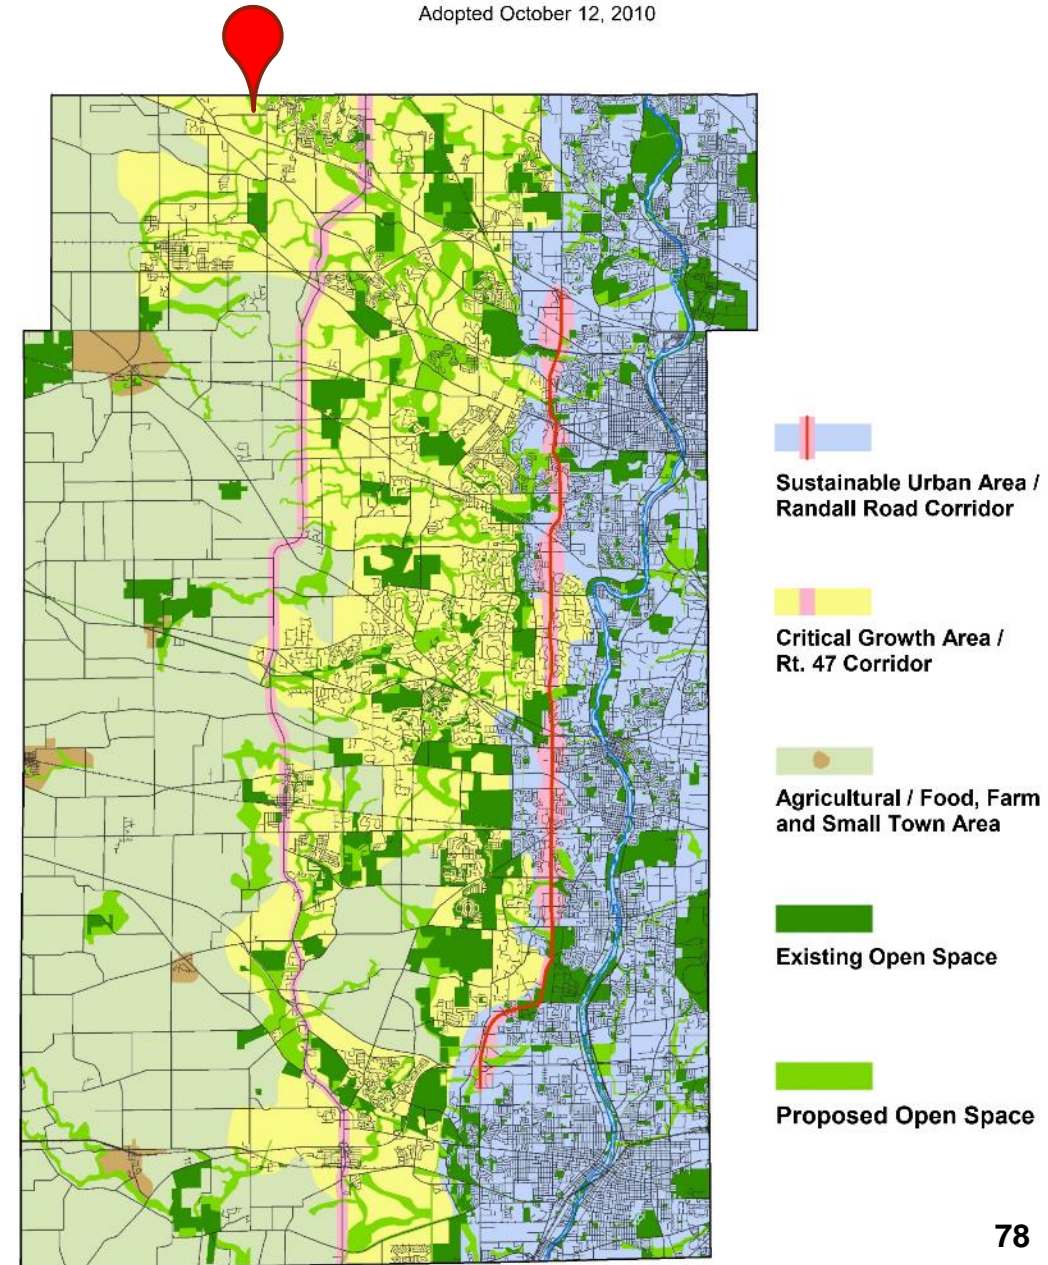 Adopted October 12, 2010
Sustainable Urban Area /
Randall Road Corridor
Critical Growth Area /
Rt. 47 Corridor
Agricultural / Food, Farm
and Small Town Area
Existing Open Space
Proposed Open Space
78